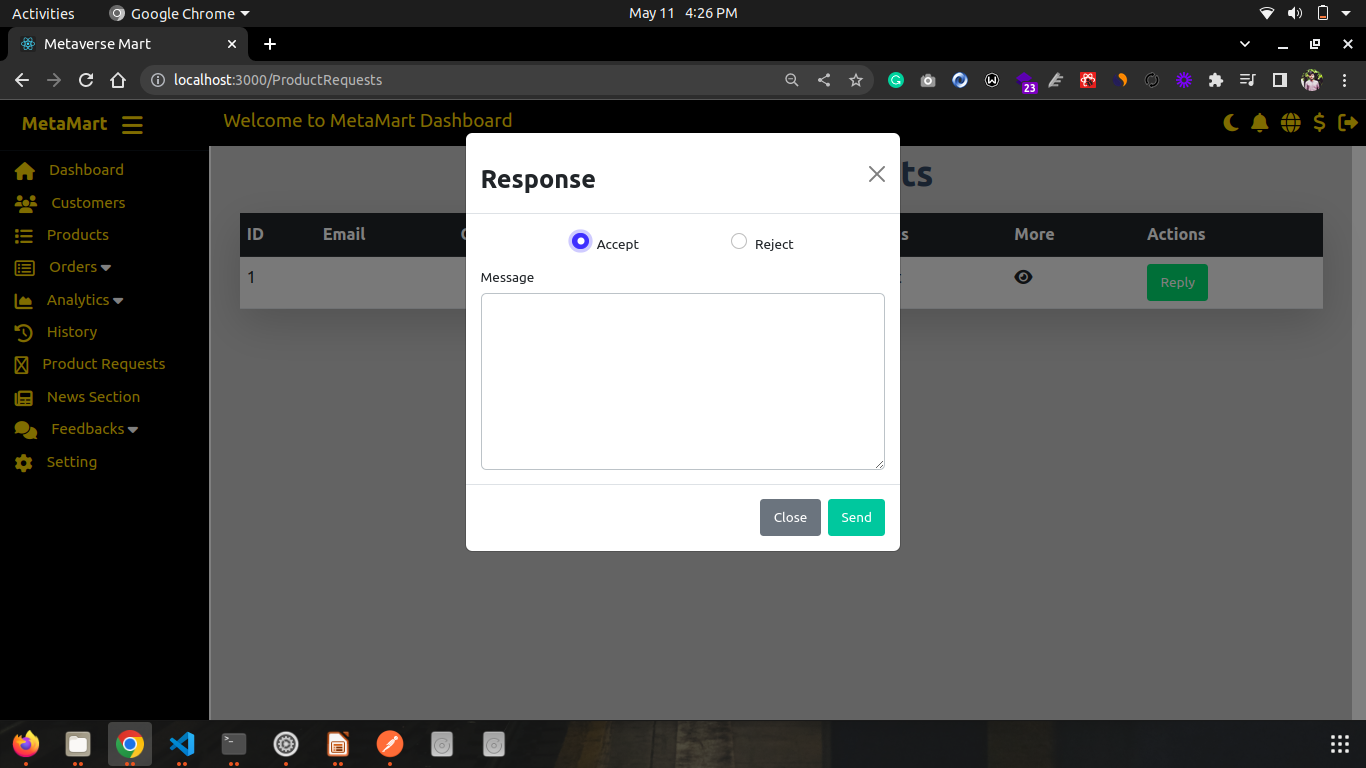 Activities Google Chrome May 11 4:26 PM
Metaverse Mart
localhost:3000/ProductRequests
23
MetaMart Welcome to MetaMart Dashboard
Dashboard
Customers
Products
Orders
Analytics
History
Product Requests
News Section
Feedbacks
Setting
ts
ID Email More Actions
1 Reply
Response
Accept Reject
Message
Close Send